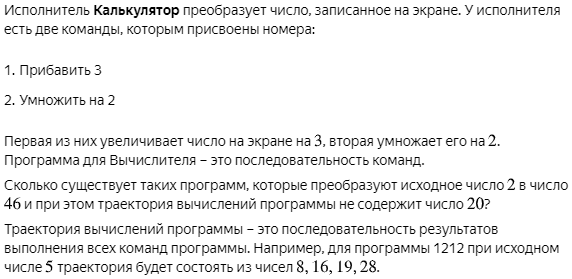 Исполнитель Калькулятор преобразует число, записанное на экране. У исполнителя
есть две команды, которым присвоены номера:
1. Прибавить 3
2. Умножить на 2
Первая из них увеличивает число на экране на 3, вторая умножает его на 2.
Программа для Вычислителя – это последовательность команд.
Сколько существует таких программ, которые преобразуют исходное число 2 в число
46 и при этом траектория вычислений программы не содержит число 20?
Траектория вычислений программы – это последовательность результатов
выполнения всех команд программы. Например, для программы 1212 при исходном
числе 5 траектория будет состоять из чисел 8, 16, 19, 28.